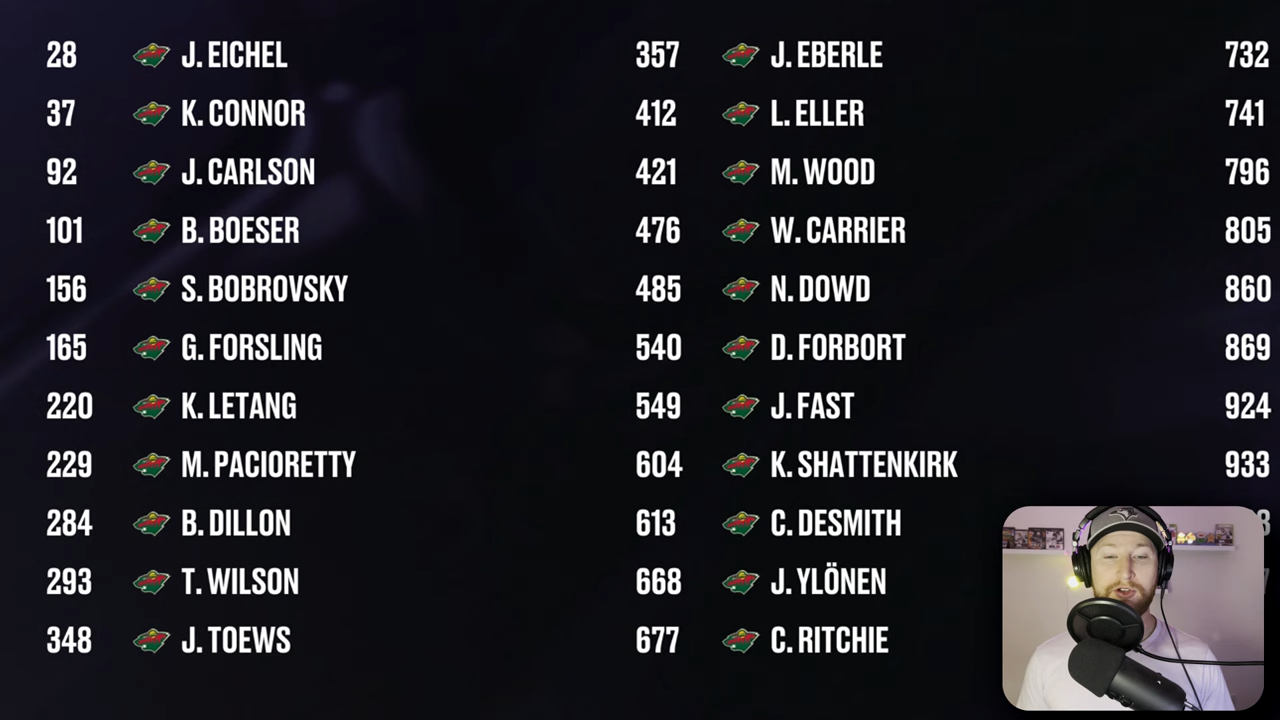 28 J. EICHEL
37 K. CONNOR
92 J. CARLSON
101 B. BOESER
156 S. BOBROVSKY
165 G. FORSLING
220 K. LETANG
229 M. PACIORETTY
284 B. DILLON
293 T. WILSON
348 J. TOEWS
357 J. EBERLE
412 L. ELLER
421 M. WOOD
476 W. CARRIER
485 N. DOWD
540 D. FORBORT
549 J. FAST
604 K. SHATTENKIRK
613 C. DESMITH
668 J. YLÖNEN
677 C. RITCHIE
732
741
796
805
860
869
924
933